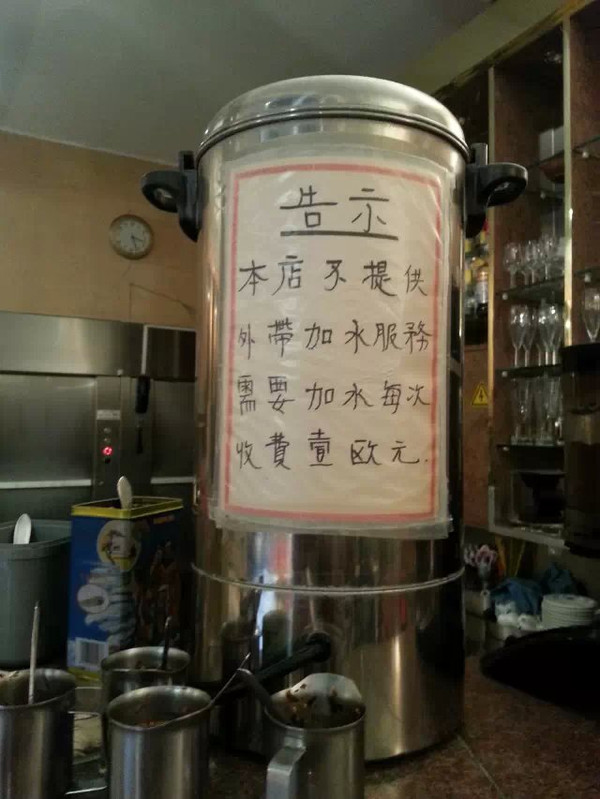 告示
本店不提供
外帶加水服務
需要加水每次
收費壹歐元.